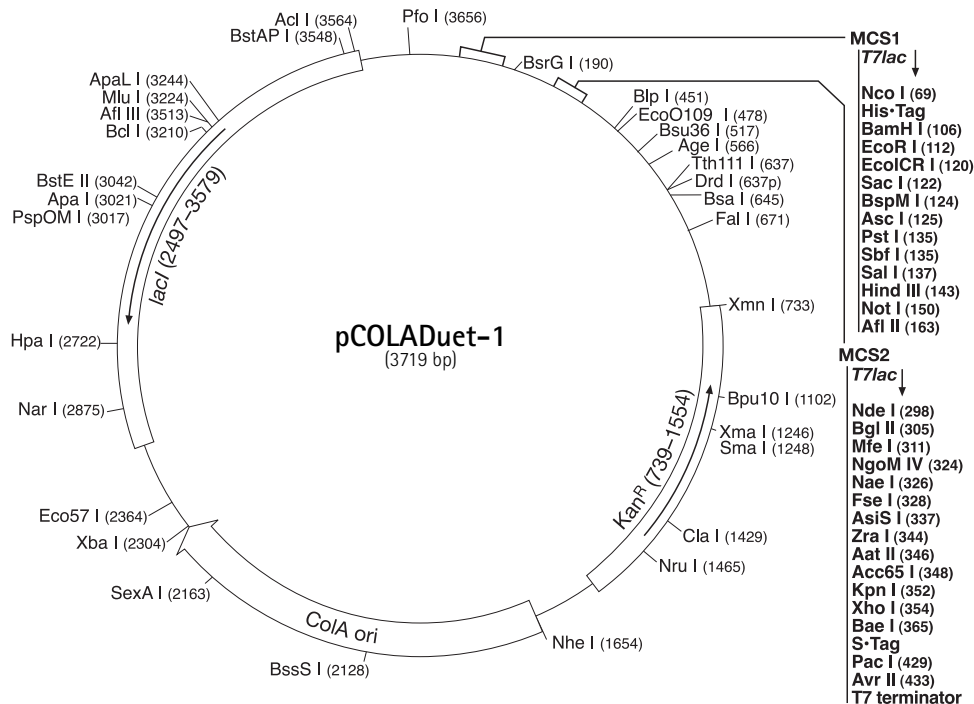 Acl I (3564)
BstAP I (3548)
Pfo I (3656)
ApaL I (3244)
Mlu I (3224)
Afl III (3513)
Bcl I (3210)
BstE II (3042)
Apa I (3021)
PspOM I (3017)
lacI (2497–3579)
Hpa I (2722)
Nar I (2875)
Eco57 I (2364)
Xba I (2304)
SexA I (2163)
ColA ori
BssS I (2128)
Nhe I (1654)
pCOLADuet-1
(3719 bp)
BsrG I (190)
Blp I (451)
EcoO109 I (478)
Bsu36 I (517)
Age I (566)
Tth111 I (637)
Drd I (637p)
Bsa I (645)
Fal I (671)
Xmn I (733)
Bpu10 I (1102)
Xma I (1246)
Sma I (1248)
KanR (739–1554)
Cla I (1429)
Nru I (1465)
MCS1
T7lac
Nco I (69)
His•Tag
BamH I (106)
EcoR I (112)
EcoICR I (120)
Sac I (122)
BspM I (124)
Asc I (125)
Pst I (135)
Sbf I (135)
Sal I (137)
Hind III (143)
Not I (150)
Afl II (163)
MCS2
T7lac
Nde I (298)
Bgl II (305)
Mfe I (311)
NgoM IV (324)
Nae I (326)
Fse I (328)
AsiS I (337)
Zra I (344)
Aat II (346)
Acc65 I (348)
Kpn I (352)
Xho I (354)
Bae I (365)
S•Tag
Pac I (429)
Avr II (433)
T7 terminator